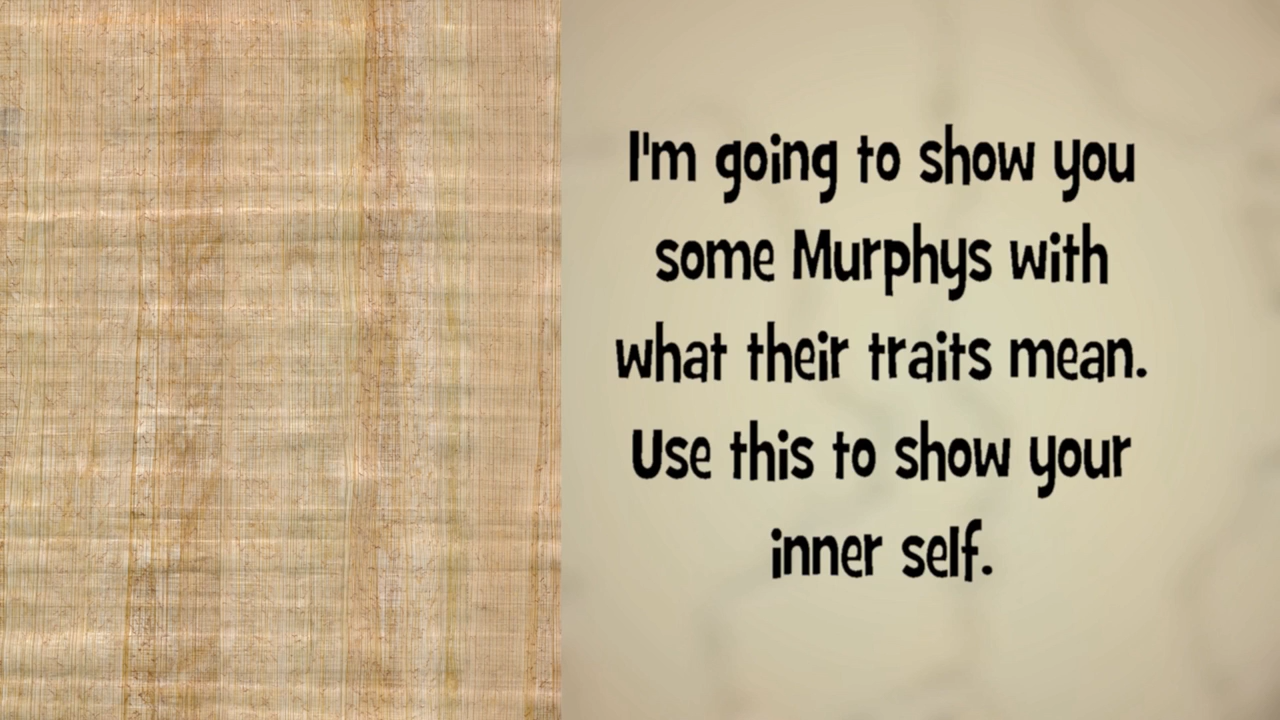 I'm going to show you
some Murphys with
what their traits mean.
Use this to show your
inner self.